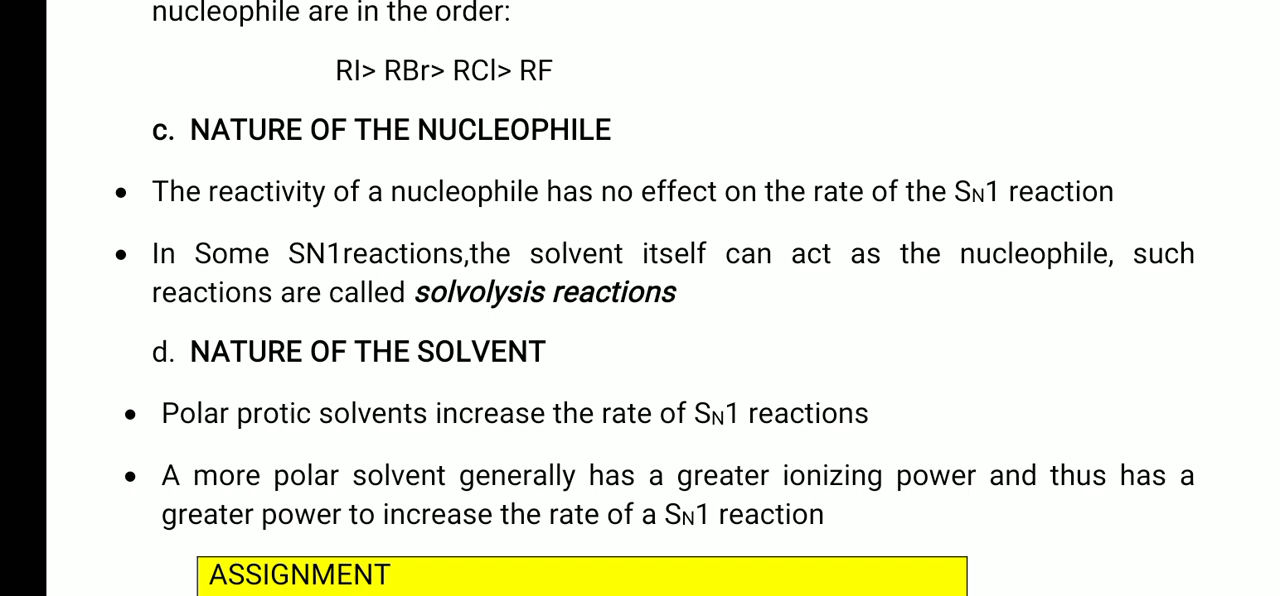 nucleophile are in the order:
RI> RBr> RCl> RF
c. NATURE OF THE NUCLEOPHILE
• The reactivity of a nucleophile has no effect on the rate of the SN1 reaction
• In Some SN1reactions,the solvent itself can act as the nucleophile, such
reactions are called solvolysis reactions
d. NATURE OF THE SOLVENT
• Polar protic solvents increase the rate of SN1 reactions
• A more polar solvent generally has a greater ionizing power and thus has a
greater power to increase the rate of a SN1 reaction
ASSIGNMENT